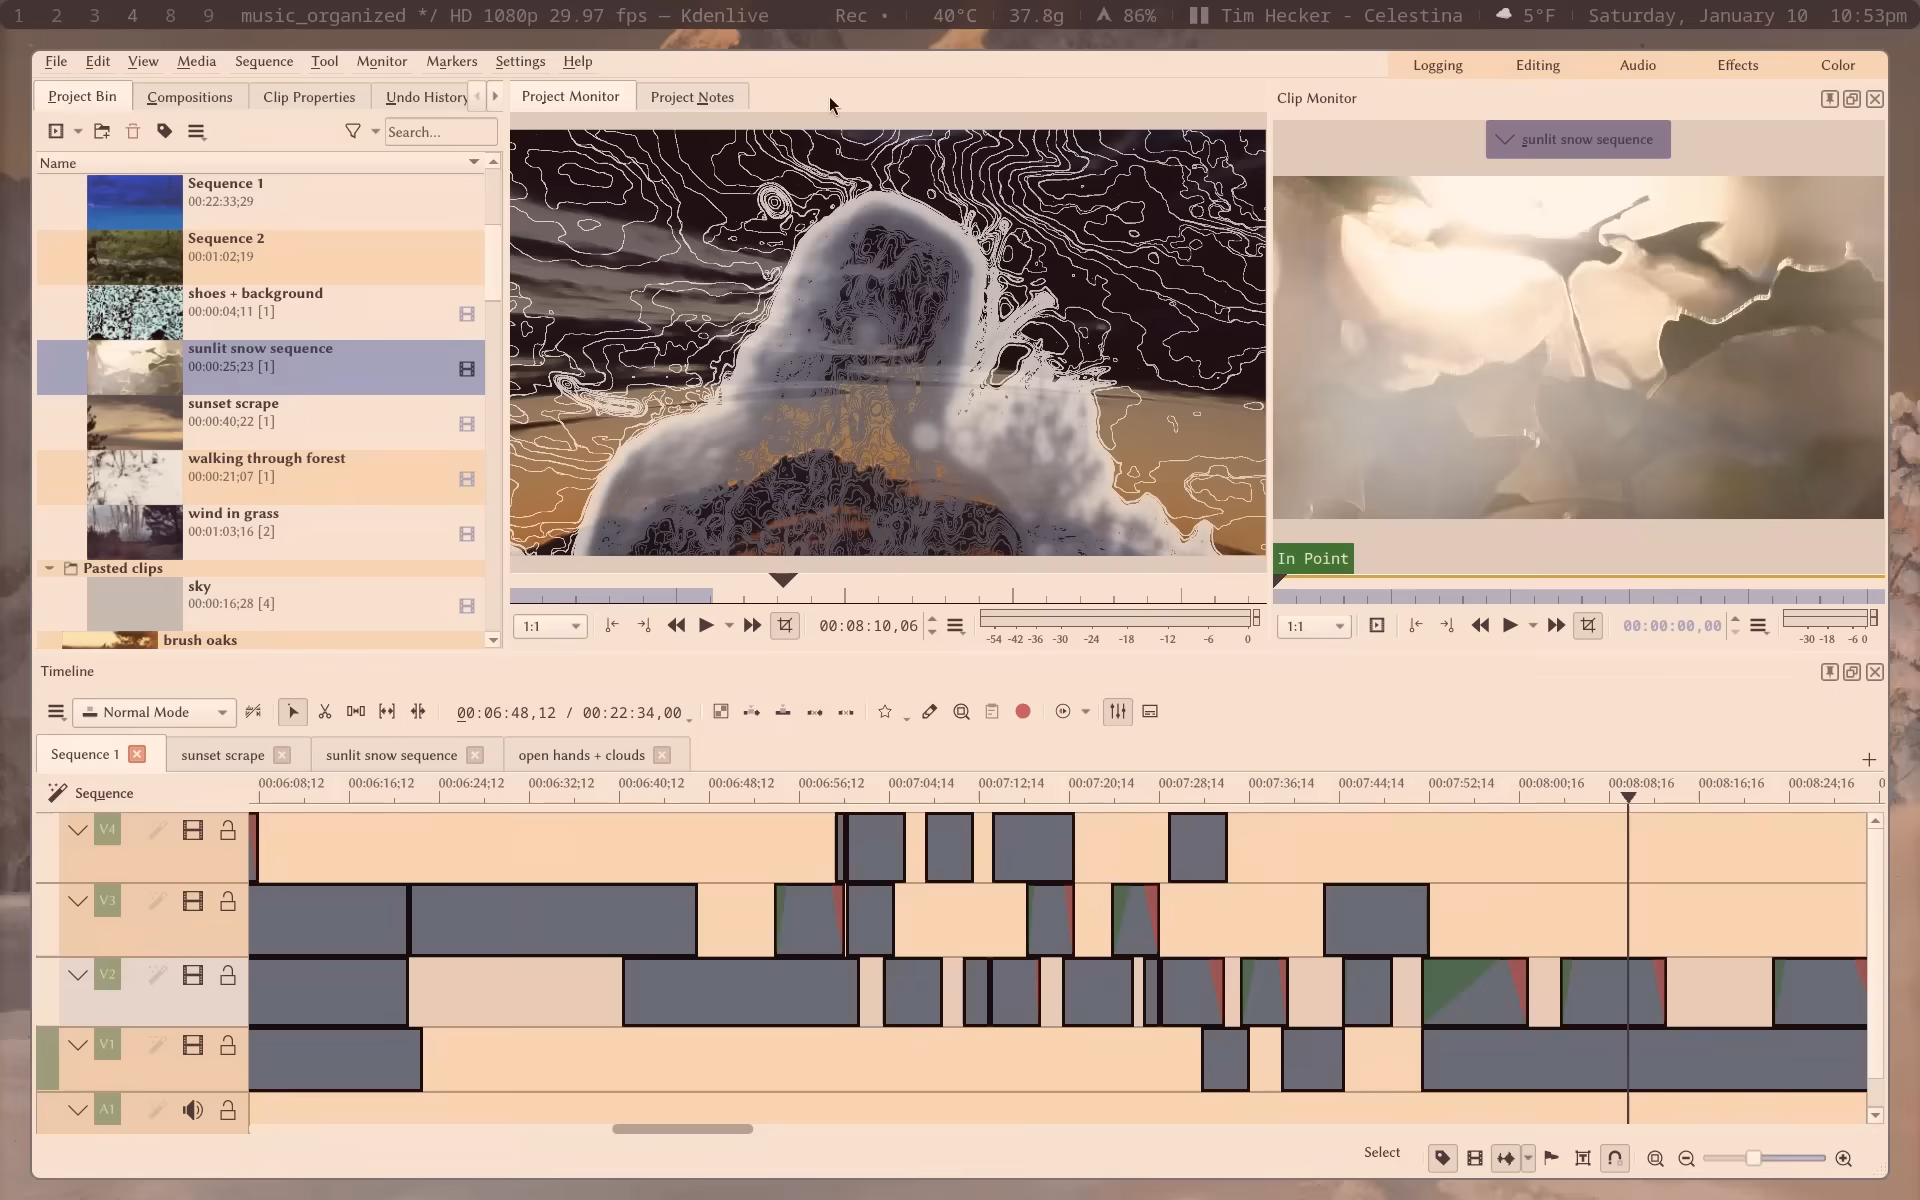 1 2 3 4 8 9 music_organized */ HD 1080p 29.97 fps — Kdenlive Rec • 40°C 37.8g 86% Tim Hecker - Celestina 5°F Saturday, January 10 10:53pm
File Edit View Media Sequence Tool Monitor Markers Settings Help
Logging Editing Audio Effects Color
Project Bin Compositions Clip Properties Undo History
Project Monitor Project Notes
Clip Monitor
Search...
Name
Sequence 1
00:22:33;29
Sequence 2
00:01:02;19
shoes + background
00:00:04;11 [1]
sunlit snow sequence
00:00:25;23 [1]
sunset scrape
00:00:40;22 [1]
walking through forest
00:00:21;07 [1]
wind in grass
00:01:03;16 [2]
Pasted clips
sky
00:00:16;28 [4]
brush oaks
1:1 00:08:10,06
-54 -42 -36 -30 -24 -18 -12 -6 0
sunlit snow sequence
In Point
1:1 00:00:00,00
-30 -18 -6 0
Timeline
Normal Mode 00:06:48,12 / 00:22:34,00
Sequence 1 sunset scrape sunlit snow sequence open hands + clouds
Sequence
00:06:08;12 00:06:16;12 00:06:24;12 00:06:32;12 00:06:40;12 00:06:48;12 00:06:56;12 00:07:04;14 00:07:12;14 00:07:20;14 00:07:28;14 00:07:36;14 00:07:44;14 00:07:52;14 00:08:00;16 00:08:08;16 00:08:16;16 00:08:24;16 0
V4
V3
V2
V1
A1
Select